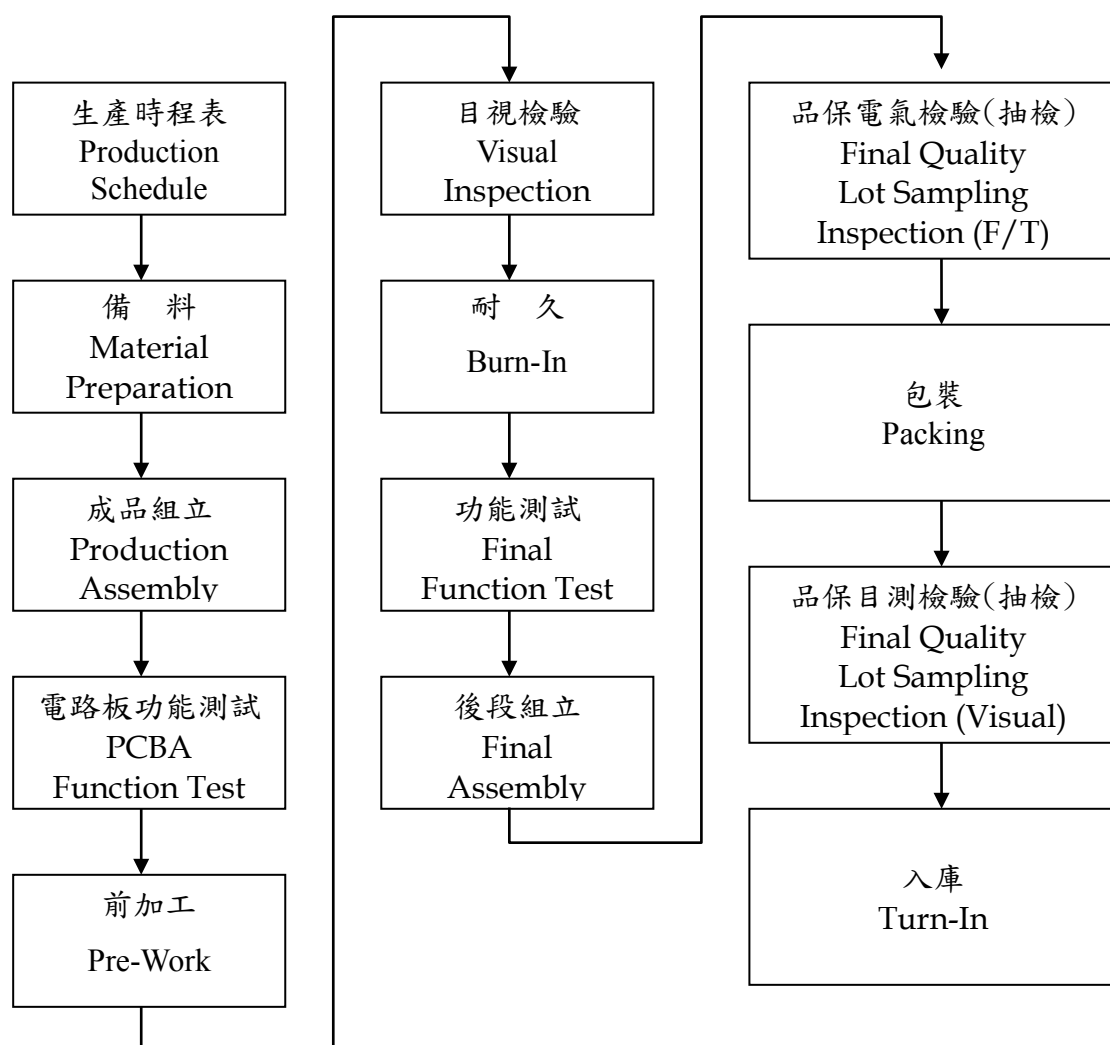 生產時程表
Production
Schedule
備　料
Material
Preparation
成品組立
Production
Assembly
電路板功能測試
PCBA
Function Test
前加工
Pre-Work
目視檢驗
Visual
Inspection
耐　久
Burn-In
功能測試
Final
Function Test
後段組立
Final
Assembly
品保電氣檢驗(抽檢)
Final Quality
Lot Sampling
Inspection (F/T)
包裝
Packing
品保目測檢驗(抽檢)
Final Quality
Lot Sampling
Inspection (Visual)
入庫
Turn-In